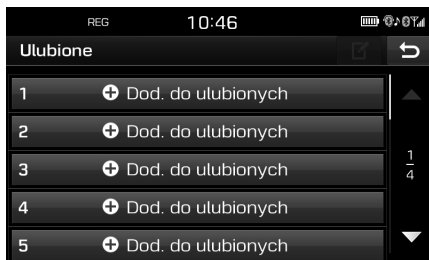 REG 10:46
Ulubione
1 Dod. do ulubionych
2 Dod. do ulubionych
3 Dod. do ulubionych
1
4
4 Dod. do ulubionych
5 Dod. do ulubionych